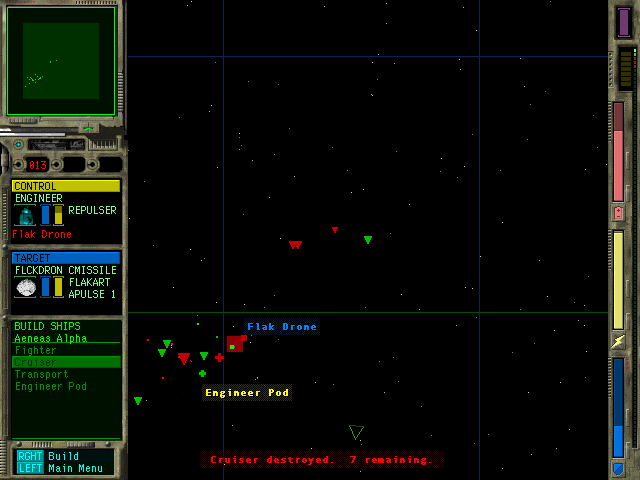 013
CONTROL
ENGINEER
REPULSER
Flak Drone
TARGET
FLCKDRON CMISSILE
FLAKART
APULSE 1
BUILD SHIPS
Aeneas Alpha
Fighter
Cruiser
Transport
Engineer Pod
RGHT Build
LEFT Main Menu
Flak Drone
Engineer Pod
Cruiser destroyed. 7 remaining.